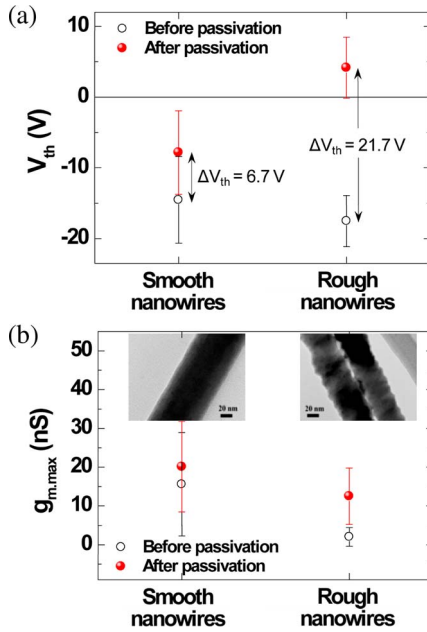 (a)
10
0
-10
-20
V_th (V)
Before passivation
After passivation
ΔV_th = 6.7 V
ΔV_th = 21.7 V
Smooth nanowires
Rough nanowires
(b)
50
40
30
20
10
0
g_m.max (nS)
20 nm
20 nm
Before passivation
After passivation
Smooth nanowires
Rough nanowires